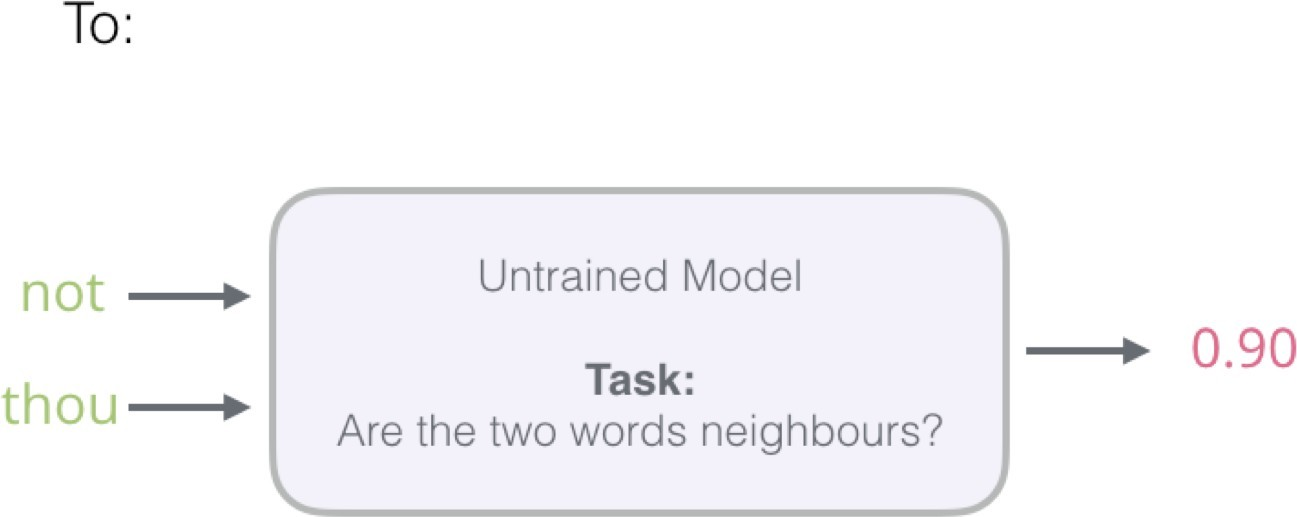 To:
Untrained Model
not
0.90
Task:
thou
Are the two words neighbours?